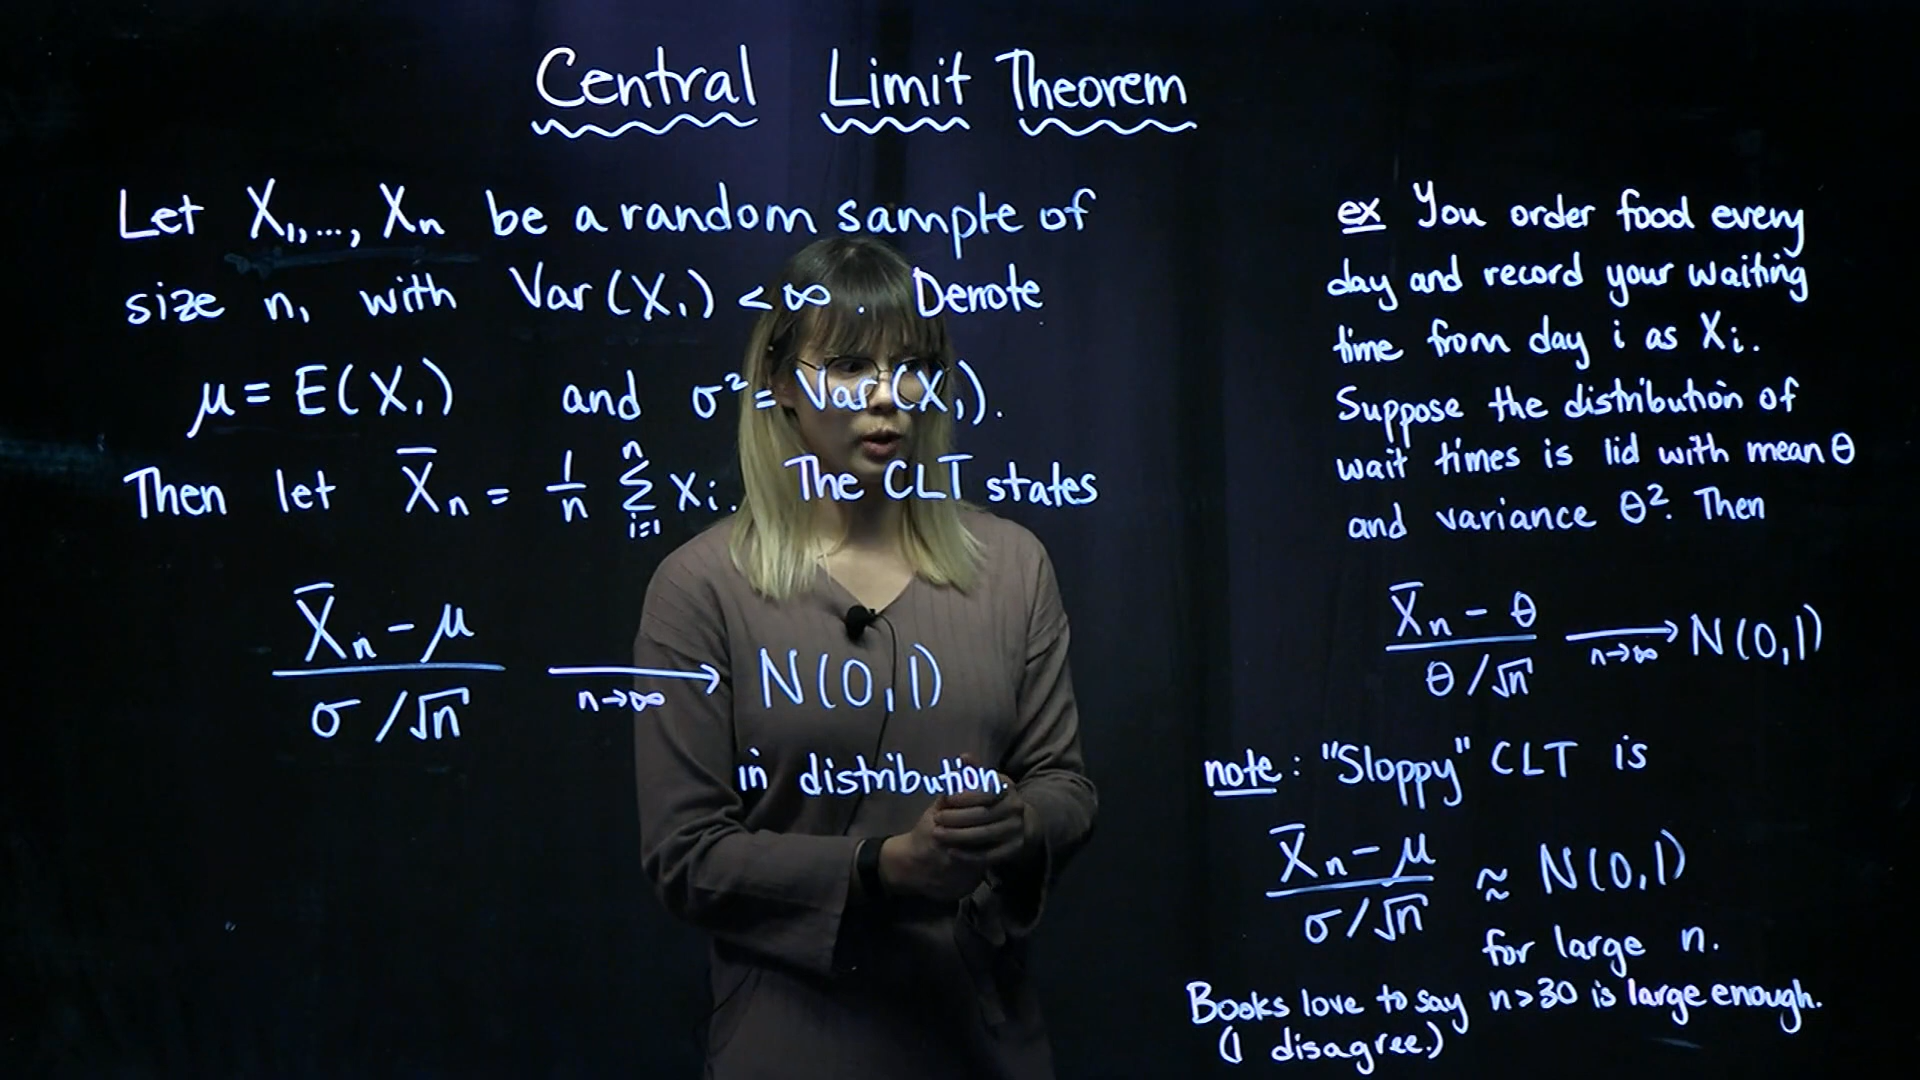 Central Limit Theorem
Let X₁,..., Xₙ be a random sample of
size n, with Var(X₁) < ∞. Denote
μ = E(X₁) and σ² = Var(X₁).
Then let X̄ₙ = 1/n Σᵢ₌₁ⁿ Xᵢ. The CLT states
(X̄ₙ - μ)/(σ/√n) →ₙ→∞ N(0,1)
in distribution.
ex You order food every
day and record your waiting
time from day i as Xᵢ.
Suppose the distribution of
wait times is iid with mean θ
and variance θ². Then
(X̄ₙ - θ)/(θ/√n) →ₙ→∞ N(0,1)
note: "Sloppy" CLT is
(X̄ₙ - μ)/(σ/√n) ≈ N(0,1)
for large n.
Books love to say n>30 is large enough.
(I disagree.)